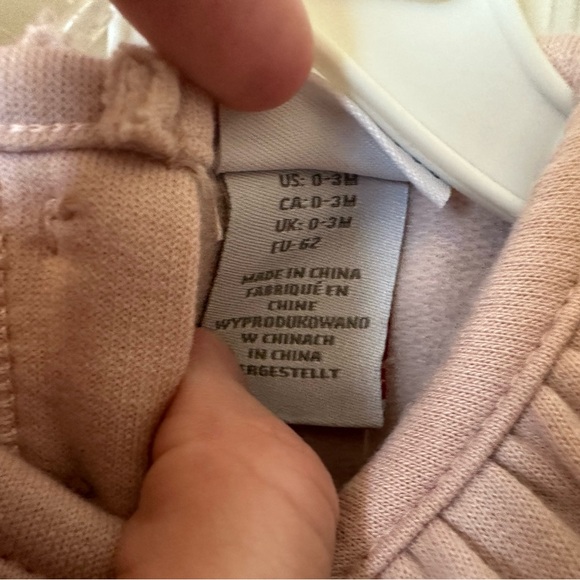 US: 0-3M
CA: 0-3M
UK: 0-3M
EU: 62
MADE IN CHINA
FABRIQUÉ EN
CHINE
WYPRODUKOWANO
W CHINACH
IN CHINA
ERGESTELLT